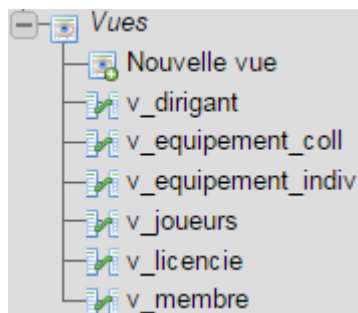 Vues
Nouvelle vue
v_dirigant
v_equipement_coll
v_equipement_indiv
v_joueurs
v_licencie
v_membre